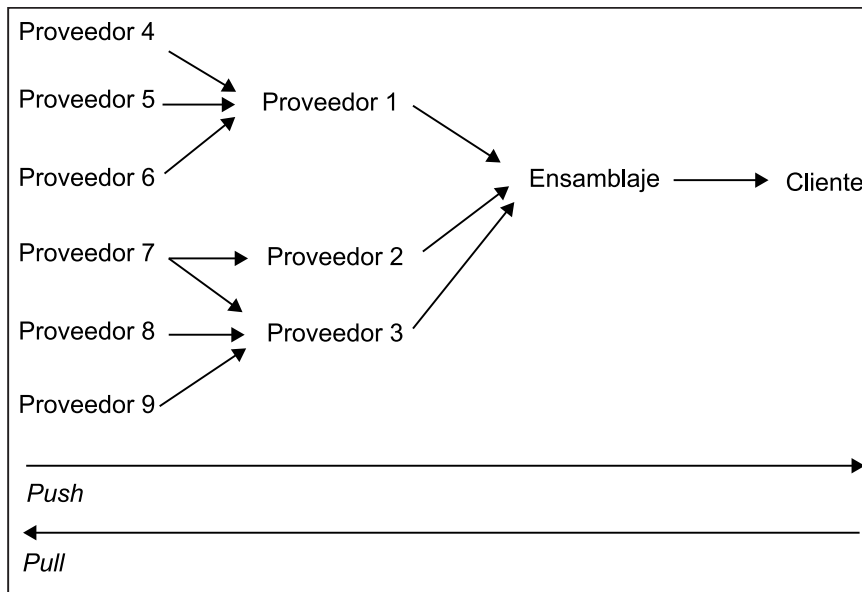 Proveedor 4
Proveedor 5
Proveedor 1
Proveedor 6
Ensamblaje
Cliente
Proveedor 7
Proveedor 2
Proveedor 8
Proveedor 3
Proveedor 9
Push
Pull